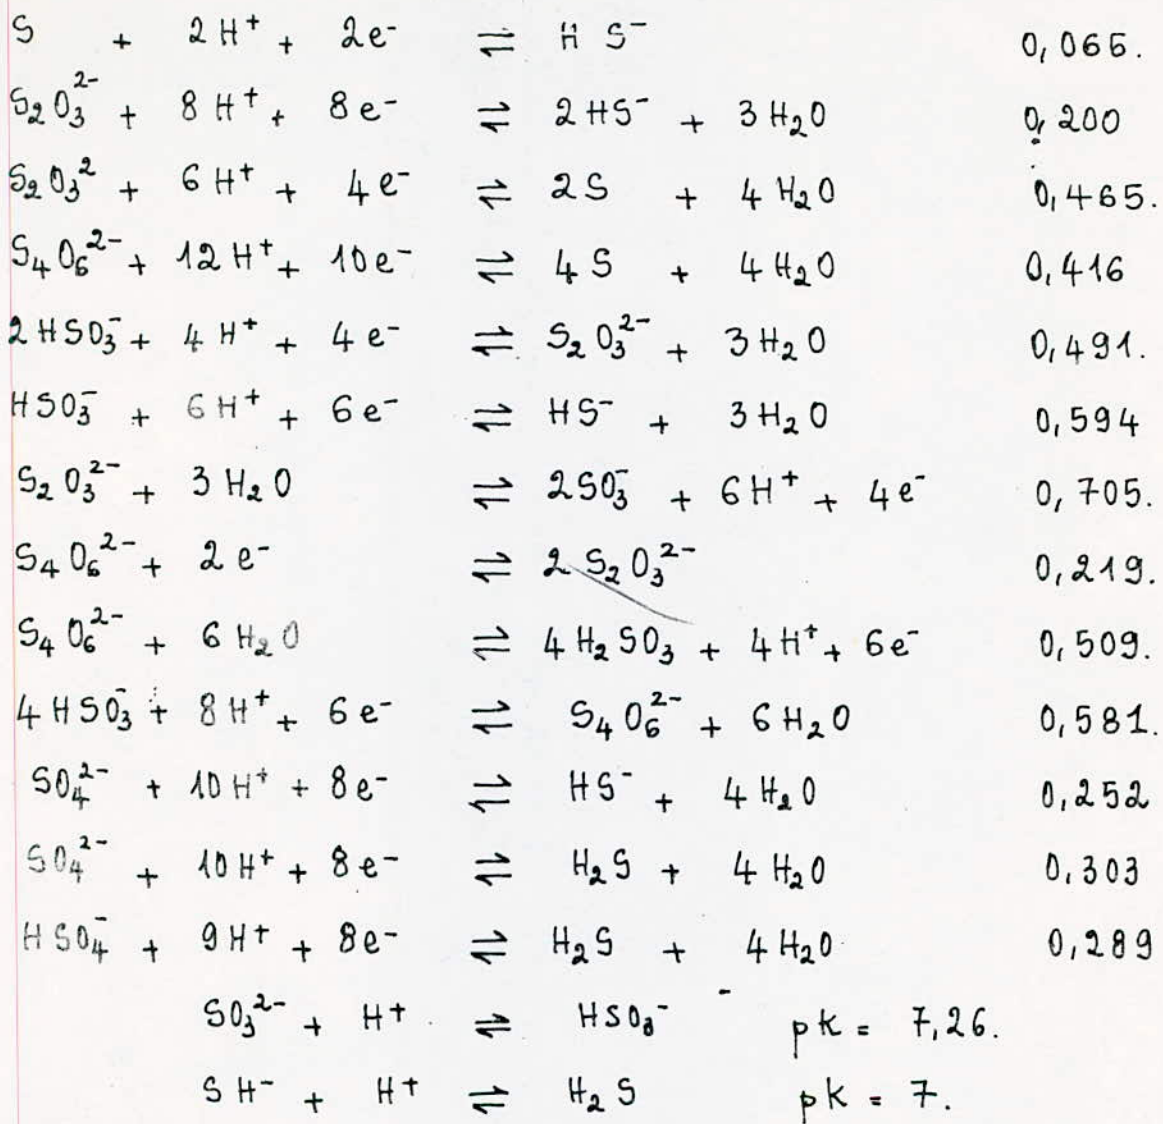 S + 2H⁺ + 2e⁻ ⇌ HS⁻ 0,065.
S₂O₃²⁻ + 8H⁺ + 8e⁻ ⇌ 2HS⁻ + 3H₂O 0,200
S₂O₃² + 6H⁺ + 4e⁻ ⇌ 2S + 4H₂O 0,465.
S₄O₆²⁻ + 12H⁺ + 10e⁻ ⇌ 4S + 4H₂O 0,416
2HSO₃⁻ + 4H⁺ + 4e⁻ ⇌ S₂O₃²⁻ + 3H₂O 0,491.
HSO₃⁻ + 6H⁺ + 6e⁻ ⇌ HS⁻ + 3H₂O 0,594
S₂O₃²⁻ + 3H₂O ⇌ 2SO₃⁻ + 6H⁺ + 4e⁻ 0,705.
S₄O₆²⁻ + 2e⁻ ⇌ 2S₂O₃²⁻ 0,219.
S₄O₆²⁻ + 6H₂O ⇌ 4H₂SO₃ + 4H⁺ + 6e⁻ 0,509.
4HSO₃⁻ + 8H⁺ + 6e⁻ ⇌ S₄O₆²⁻ + 6H₂O 0,581.
SO₄²⁻ + 10H⁺ + 8e⁻ ⇌ HS⁻ + 4H₂O 0,252
SO₄²⁻ + 10H⁺ + 8e⁻ ⇌ H₂S + 4H₂O 0,303
HSO₄⁻ + 9H⁺ + 8e⁻ ⇌ H₂S + 4H₂O 0,289
SO₃²⁻ + H⁺ ⇌ HSO₃⁻ pk = 7,26.
SH⁻ + H⁺ ⇌ H₂S pk = 7.